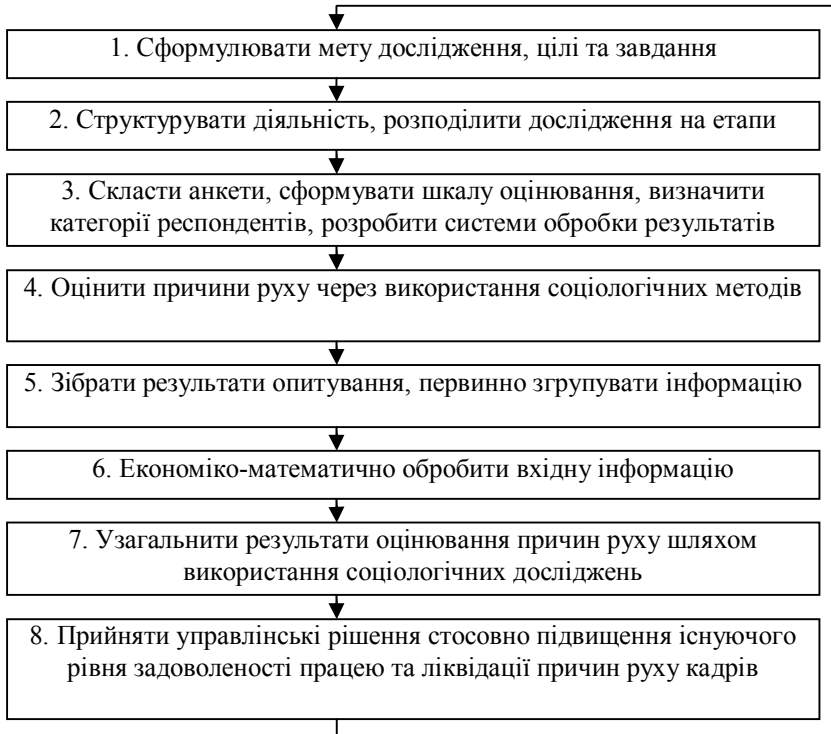 1. Сформулювати мету дослідження, цілі та завдання
2. Структурувати діяльність, розподілити дослідження на етапи
3. Скласти анкети, сформувати шкалу оцінювання, визначити
категорії респондентів, розробити системи обробки результатів
4. Оцінити причини руху через використання соціологічних методів
5. Зібрати результати опитування, первинно згрупувати інформацію
6. Економіко-математично обробити вхідну інформацію
7. Узагальнити результати оцінювання причин руху шляхом
використання соціологічних досліджень
8. Прийняти управлінські рішення стосовно підвищення існуючого
рівня задоволеності працею та ліквідації причин руху кадрів